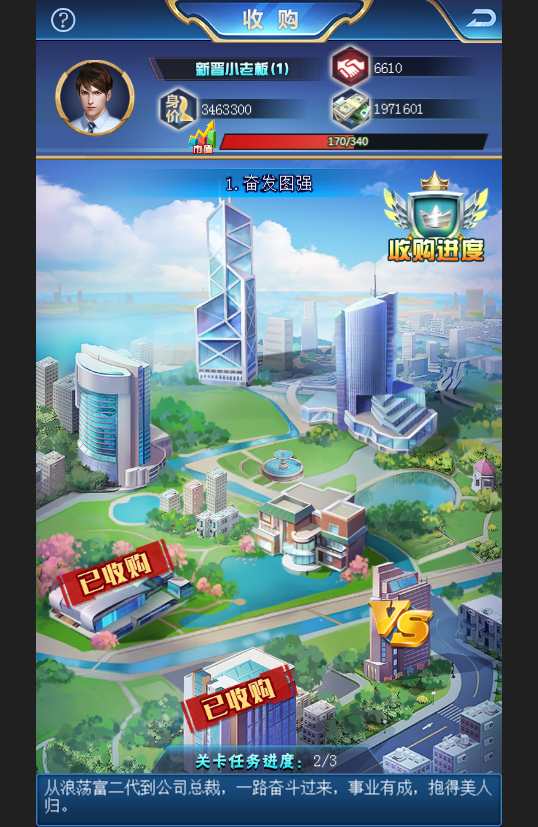 ?
收购
新晋小老板(1)
6610
身价
3463300
1971601
市值
170/340
1.奋发图强
收购进度
已收购
VS
已收购
关卡任务进度: 2/3
从浪荡富二代到公司总裁，一路奋斗过来，事业有成，抱得美人
归。